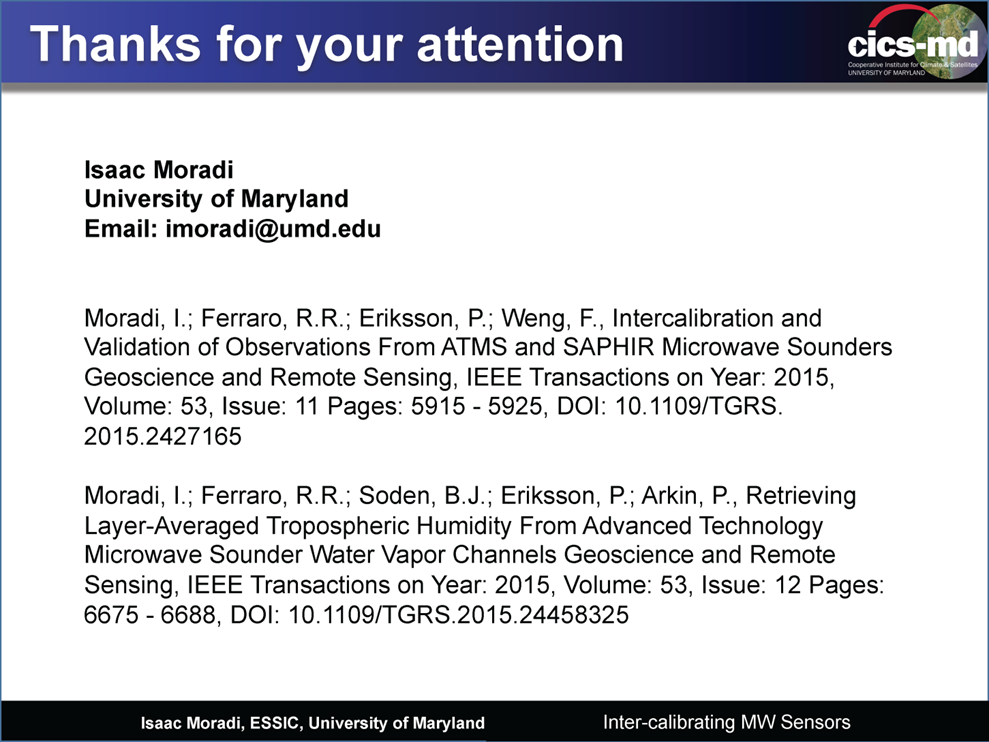 Thanks for your attention
cics-md
Cooperative Institute for Climate & Satellites
UNIVERSITY OF MARYLAND
Isaac Moradi
University of Maryland
Email: imoradi@umd.edu
Moradi, I.; Ferraro, R.R.; Eriksson, P.; Weng, F., Intercalibration and
Validation of Observations From ATMS and SAPHIR Microwave Sounders
Geoscience and Remote Sensing, IEEE Transactions on Year: 2015,
Volume: 53, Issue: 11 Pages: 5915 - 5925, DOI: 10.1109/TGRS.
2015.2427165
Moradi, I.; Ferraro, R.R.; Soden, B.J.; Eriksson, P.; Arkin, P., Retrieving
Layer-Averaged Tropospheric Humidity From Advanced Technology
Microwave Sounder Water Vapor Channels Geoscience and Remote
Sensing, IEEE Transactions on Year: 2015, Volume: 53, Issue: 12 Pages:
6675 - 6688, DOI: 10.1109/TGRS.2015.24458325
Isaac Moradi, ESSIC, University of Maryland
Inter-calibrating MW Sensors